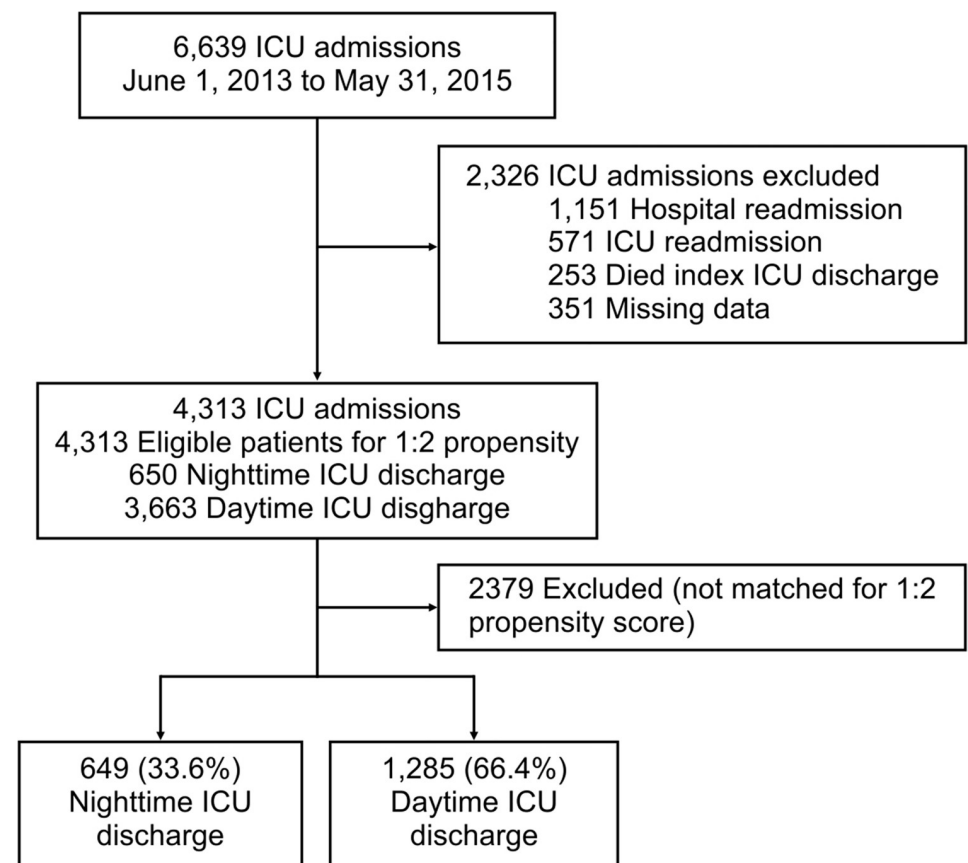 6,639 ICU admissions
June 1, 2013 to May 31, 2015
2,326 ICU admissions excluded
1,151 Hospital readmission
571 ICU readmission
253 Died index ICU discharge
351 Missing data
4,313 ICU admissions
4,313 Eligible patients for 1:2 propensity
650 Nighttime ICU discharge
3,663 Daytime ICU disgharge
2379 Excluded (not matched for 1:2
propensity score)
649 (33.6%)
Nighttime ICU
discharge
1,285 (66.4%)
Daytime ICU
discharge